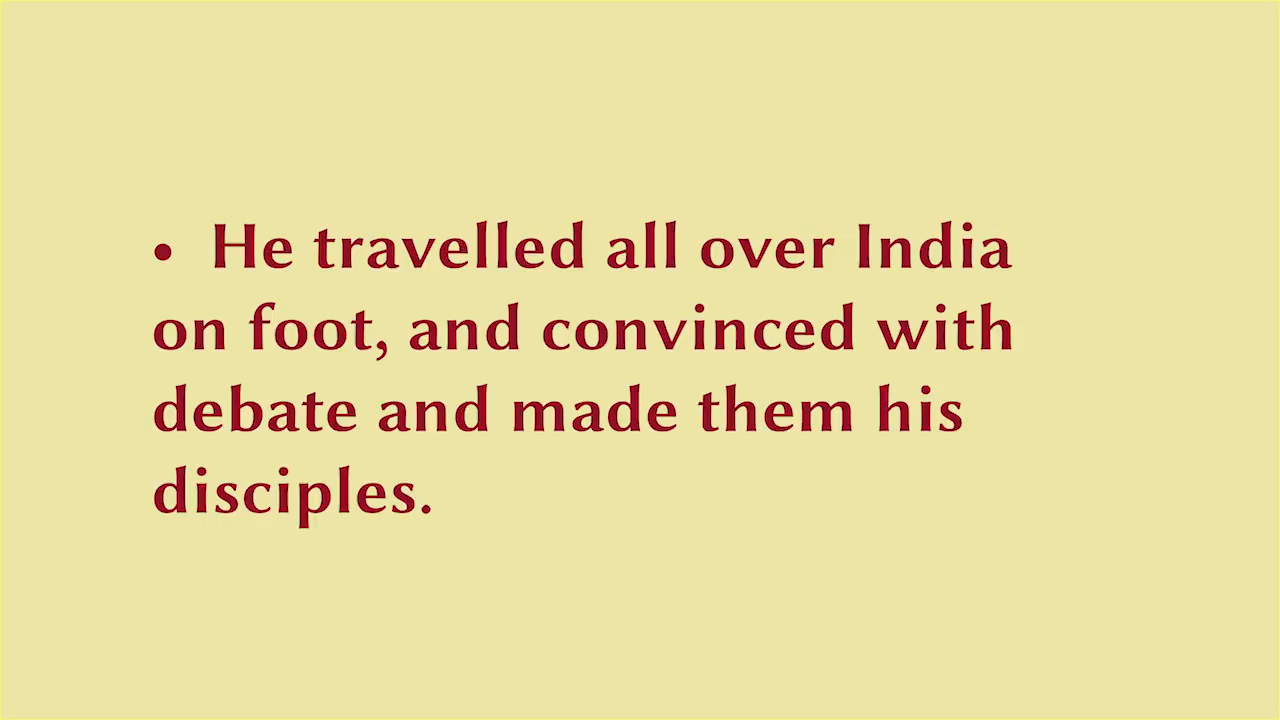 • He travelled all over India
on foot, and convinced with
debate and made them his
disciples.